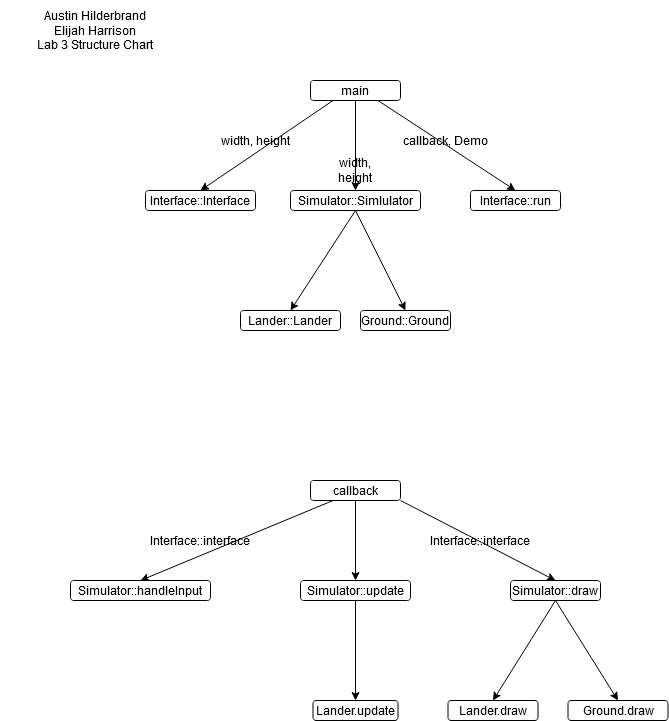 Austin Hilderbrand
Elijah Harrison
Lab 3 Structure Chart
main
width, height
callback, Demo
width,
height
Interface::Interface
Simulator::SimIulator
Interface::run
Lander::Lander
Ground::Ground
callback
Interface::interface
Interface::interface
Simulator::handleInput
Simulator::update
Simulator::draw
Lander.update
Lander.draw
Ground.draw